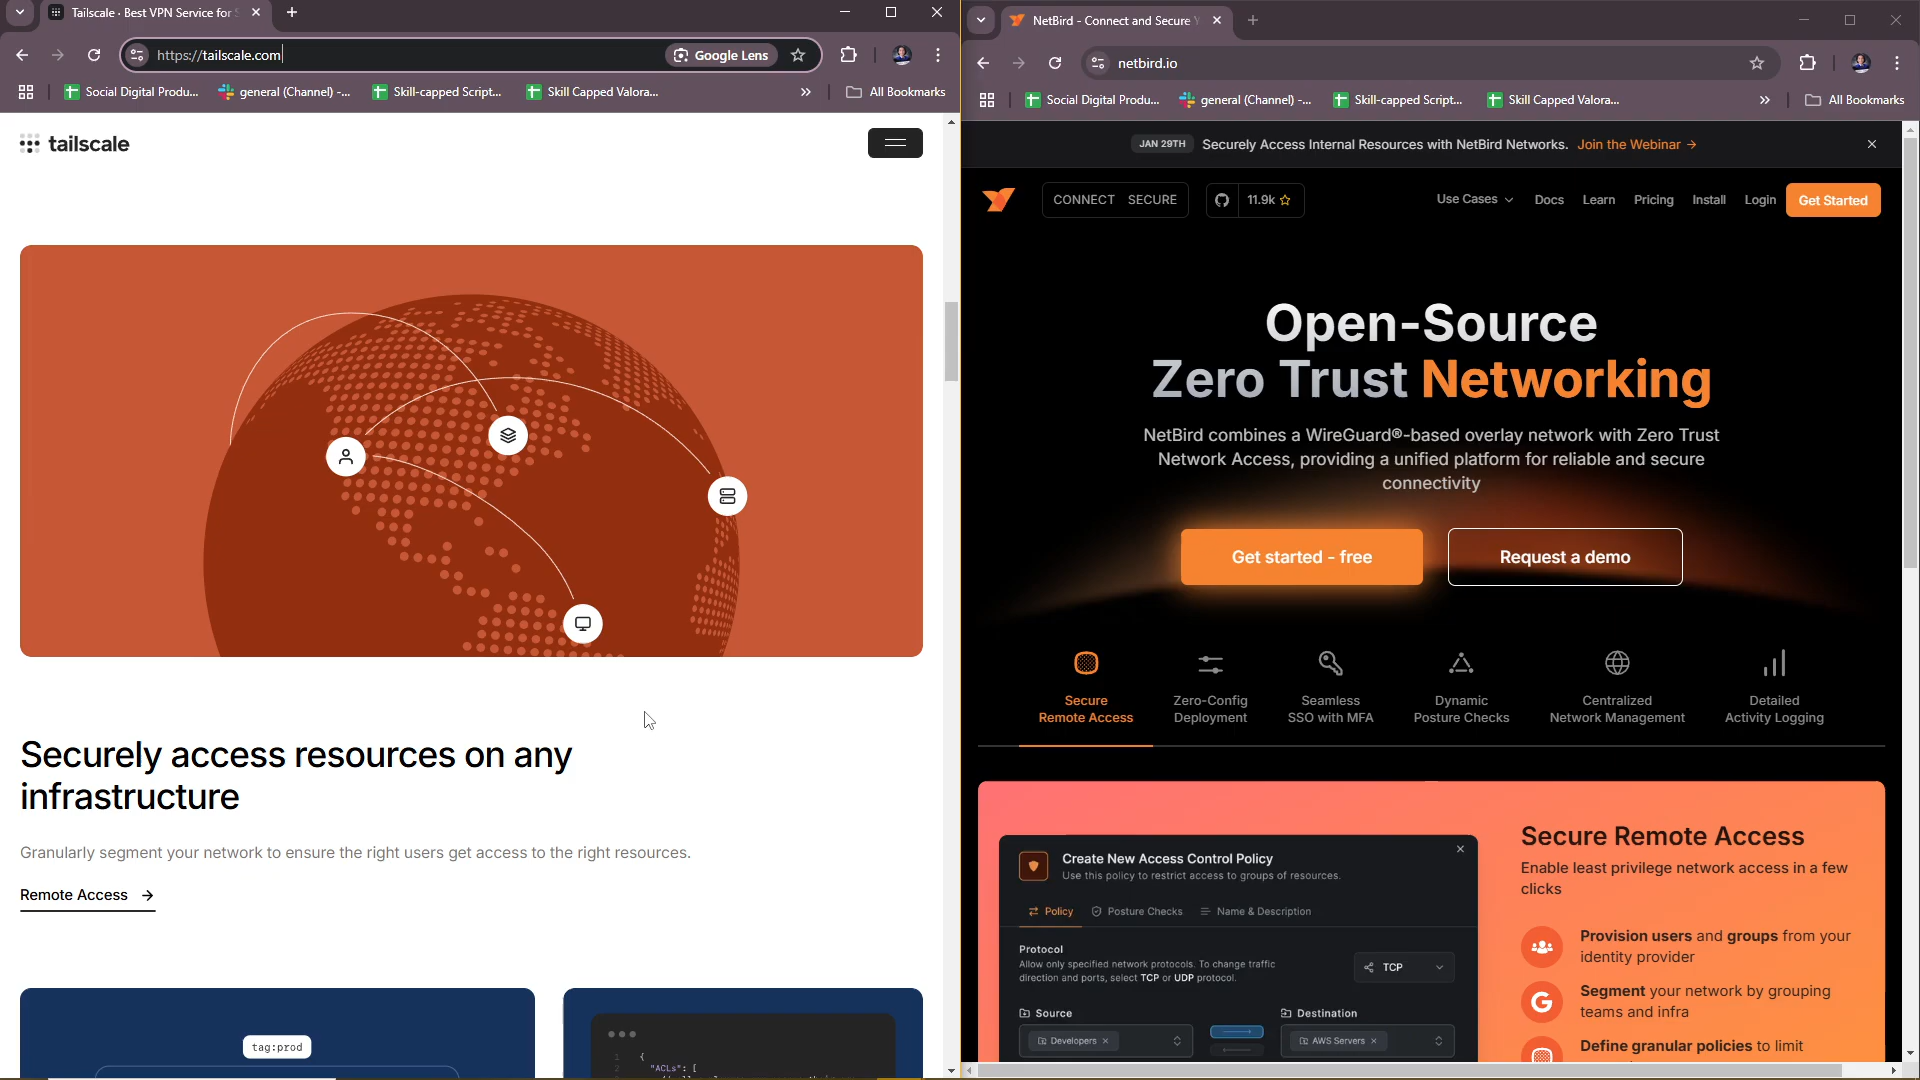 Tailscale · Best VPN Service for S
https://tailscale.com
Google Lens
Social Digital Produ...
general (Channel) -...
Skill-capped Script...
Skill Capped Valora...
All Bookmarks
tailscale
Securely access resources on any
infrastructure
Granularly segment your network to ensure the right users get access to the right resources.
Remote Access →
tag:prod
1 {
2 "ACLs": [
NetBird - Connect and Secure Y
netbird.io
Social Digital Produ...
general (Channel) -...
Skill-capped Script...
Skill Capped Valora...
All Bookmarks
JAN 29TH Securely Access Internal Resources with NetBird Networks. Join the Webinar →
CONNECT SECURE
11.9k
Use Cases
Docs
Learn
Pricing
Install
Login
Get Started
Open-Source
Zero Trust Networking
NetBird combines a WireGuard®-based overlay network with Zero Trust
Network Access, providing a unified platform for reliable and secure
connectivity
Get started - free
Request a demo
Secure
Remote Access
Zero-Config
Deployment
Seamless
SSO with MFA
Dynamic
Posture Checks
Centralized
Network Management
Detailed
Activity Logging
Create New Access Control Policy
Use this policy to restrict access to groups of resources.
Policy
Posture Checks
Name & Description
Protocol
Allow only specified network protocols. To change traffic
direction and ports, select TCP or UDP protocol.
TCP
Source
Destination
Developers
AWS Servers
Secure Remote Access
Enable least privilege network access in a few
clicks
Provision users and groups from your
identity provider
Segment your network by grouping
teams and infra
Define granular policies to limit